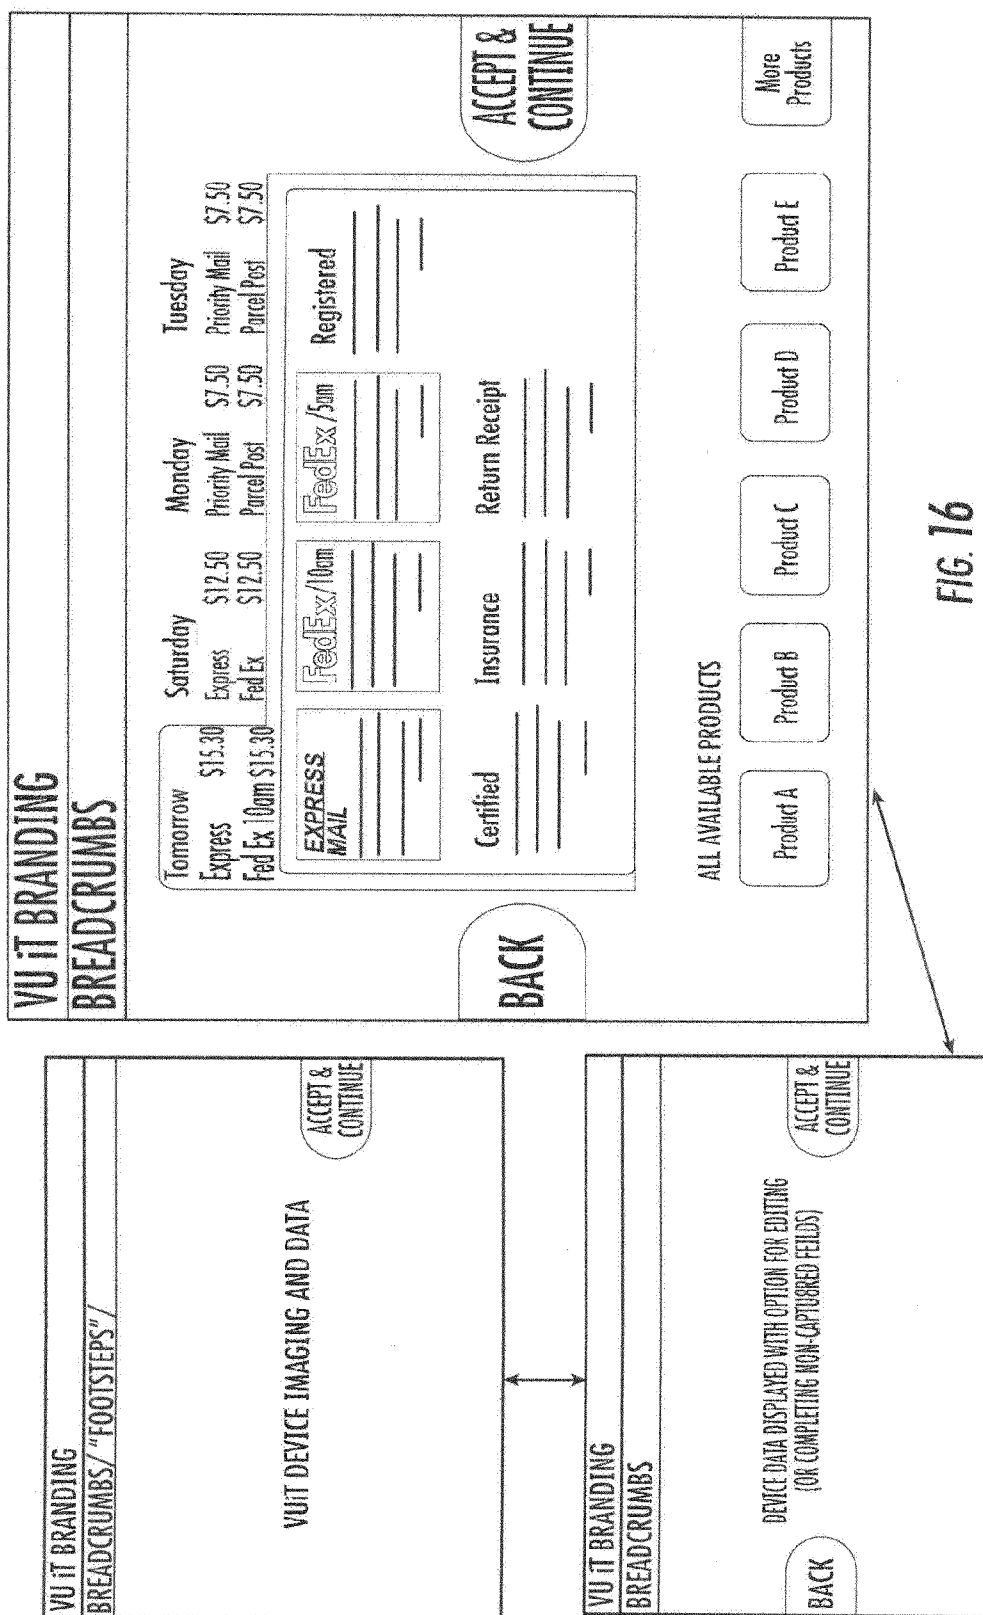 VU iT BRANDING
BREADCRUMBS/ "FOOTSTEPS"/
VUiT DEVICE IMAGING AND DATA
ACCEPT &
CONTINUE
VU iT BRANDING
BREADCRUMBS
DEVICE DATA DISPLAYED WITH OPTION FOR EDITING
(OR COMPLETING NON-CAPTU8RED FEILDS)
BACK
ACCEPT &
CONTINUE
VU iT BRANDING
BREADCRUMBS
Tomorrow
Express $15.30
Fed Ex 10am $15.30
Saturday
Express $12.50
Fed Ex $12.50
Monday
Priority Mail $7.50
Parcel Post $7.50
Tuesday
Priority Mail $7.50
Parcel Post $7.50
EXPRESS
MAIL
FedEx/10am
FedEx/5am
Registered
Certified
Insurance
Return Receipt
BACK
ACCEPT &
CONTINUE
ALL AVAILABLE PRODUCTS
Product A
Product B
Product C
Product D
Product E
More
Products
FIG. 16